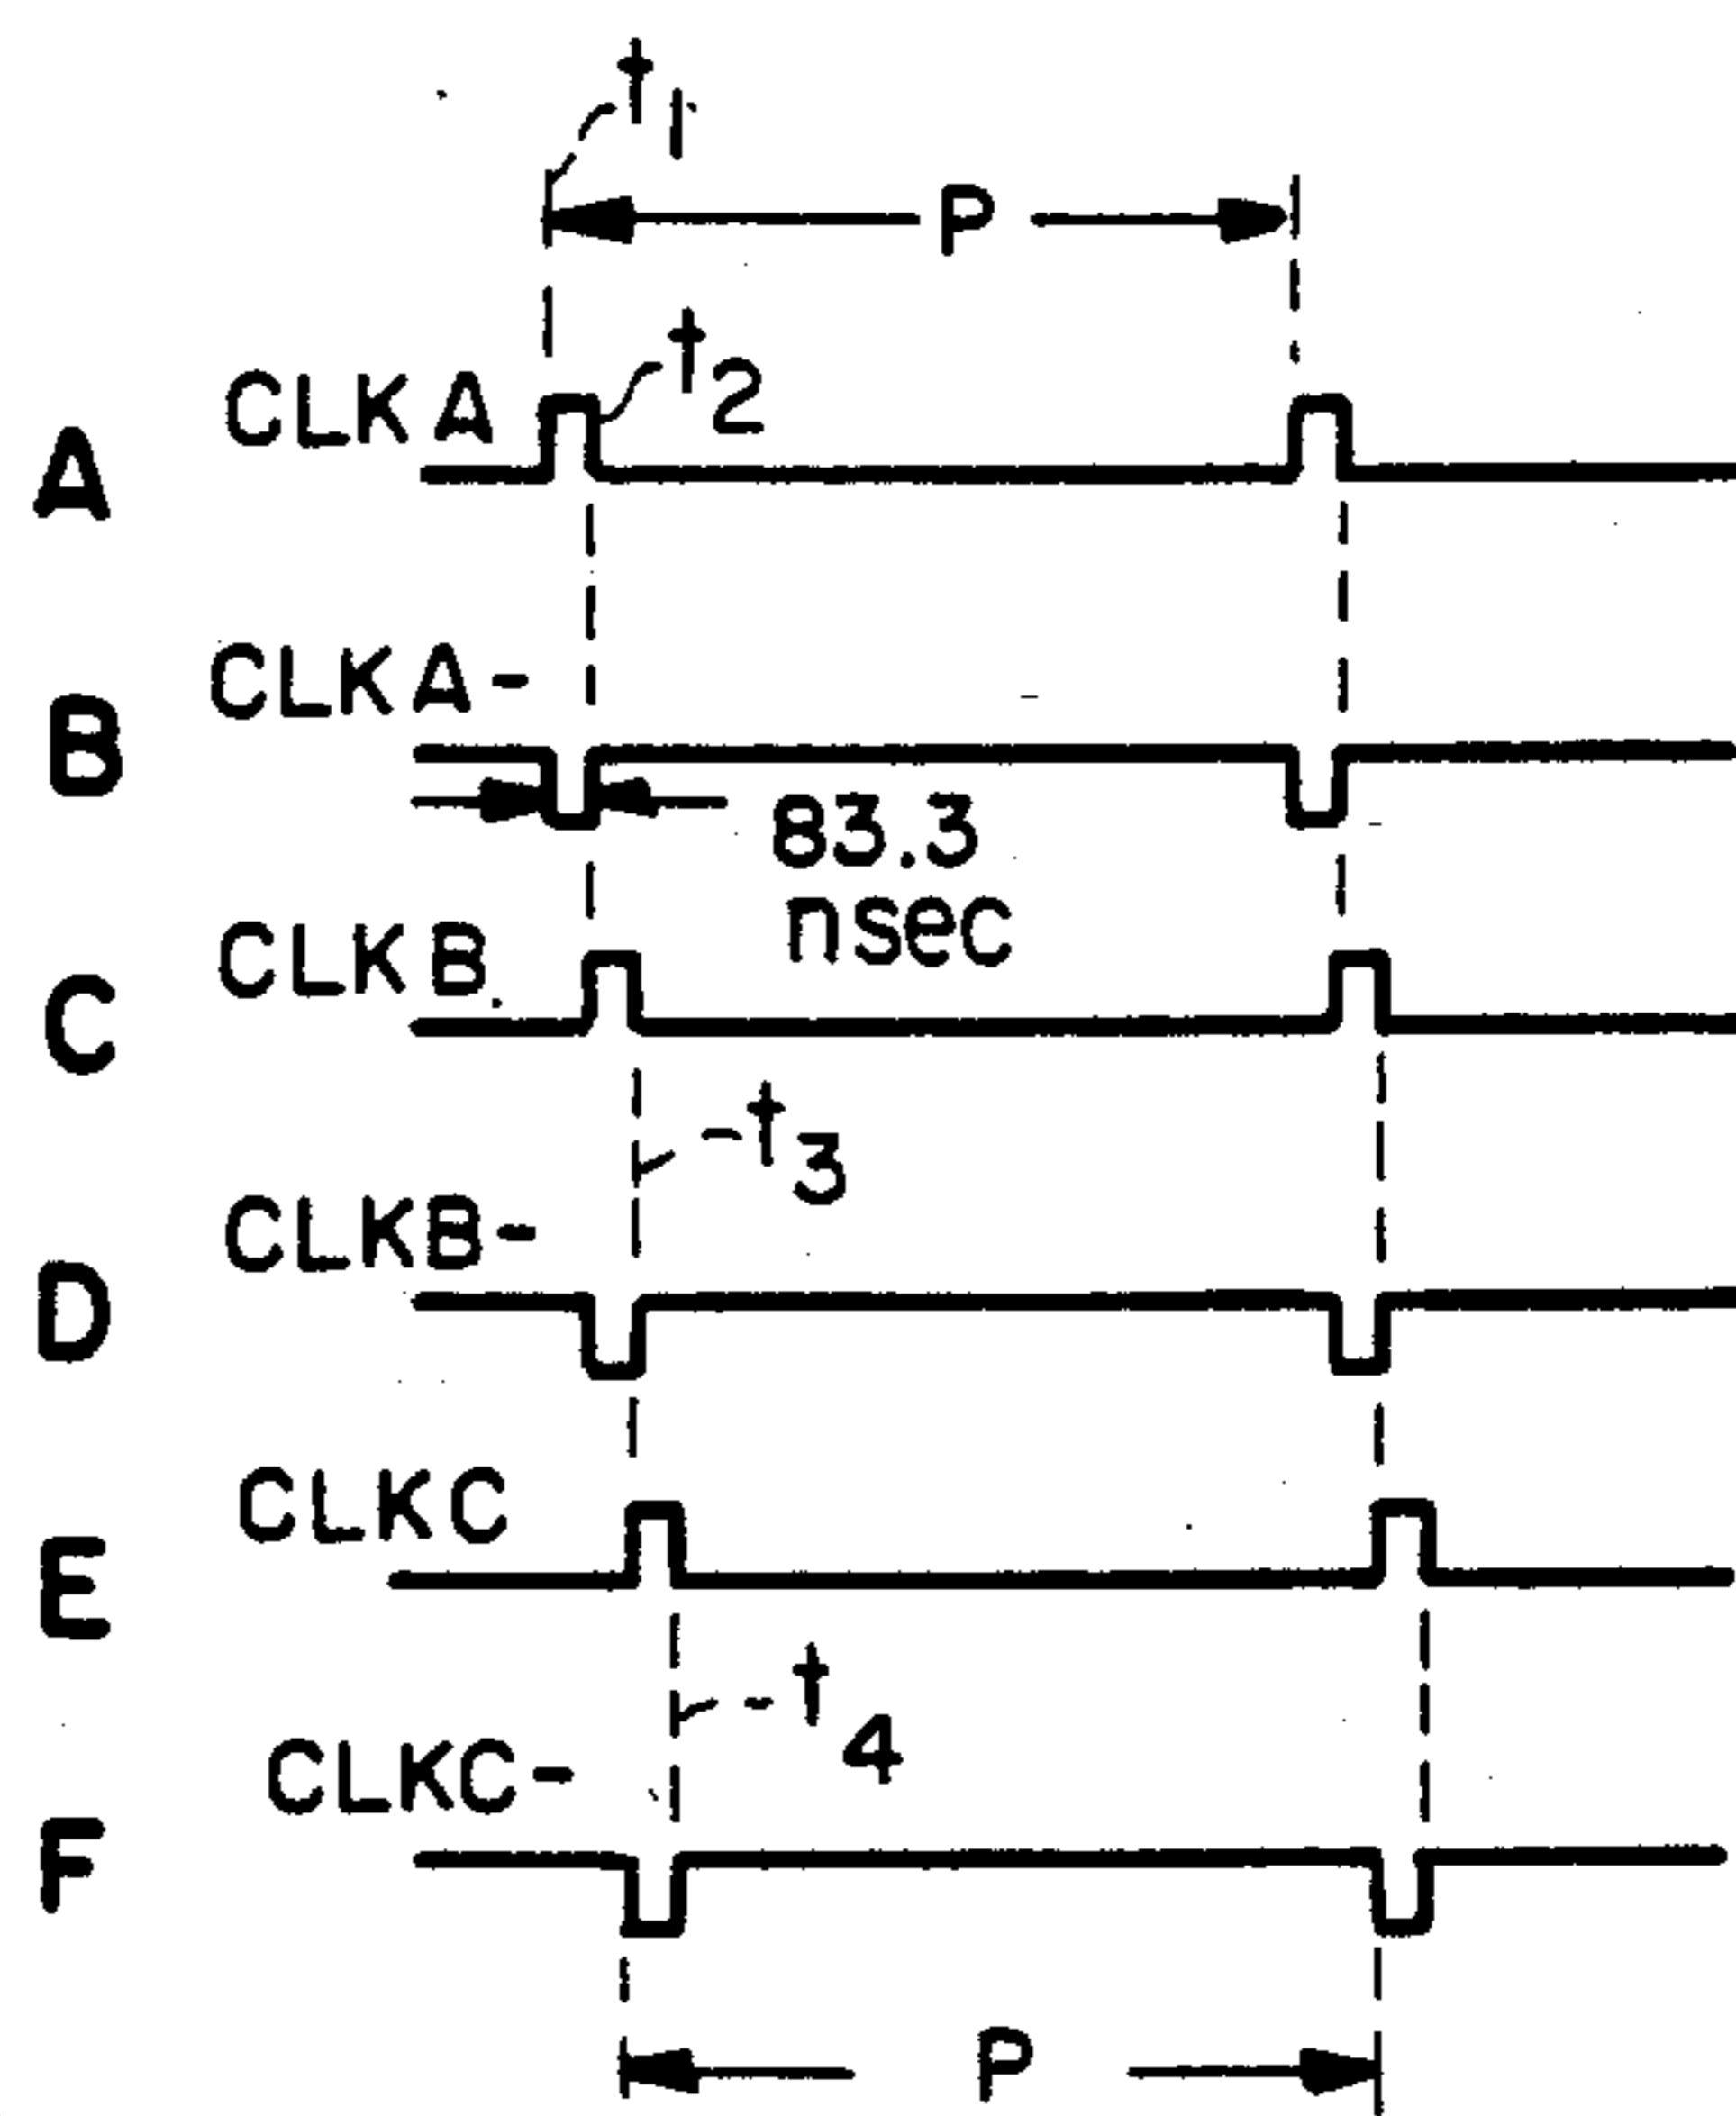 t1
P
t2
A CLKA
B CLKA-
83.3
nsec
C CLKB
-t3
D CLKB-
E CLKC
-t4
F CLKC-
P